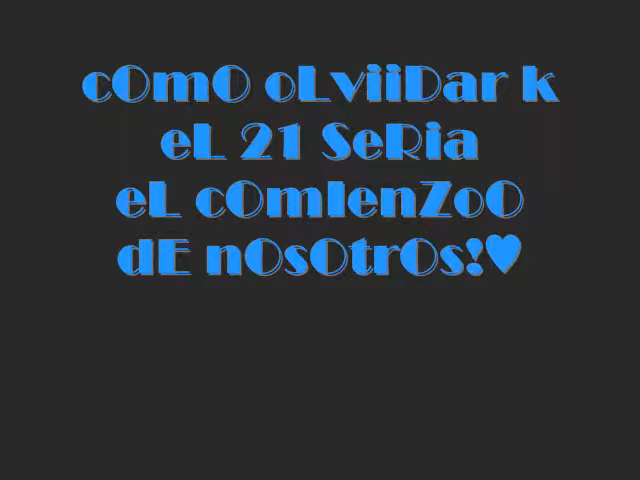 cOmO oLviiDar k
eL 21 SeRia
eL cOmIenZoO
dE nOsOtrOs!♥